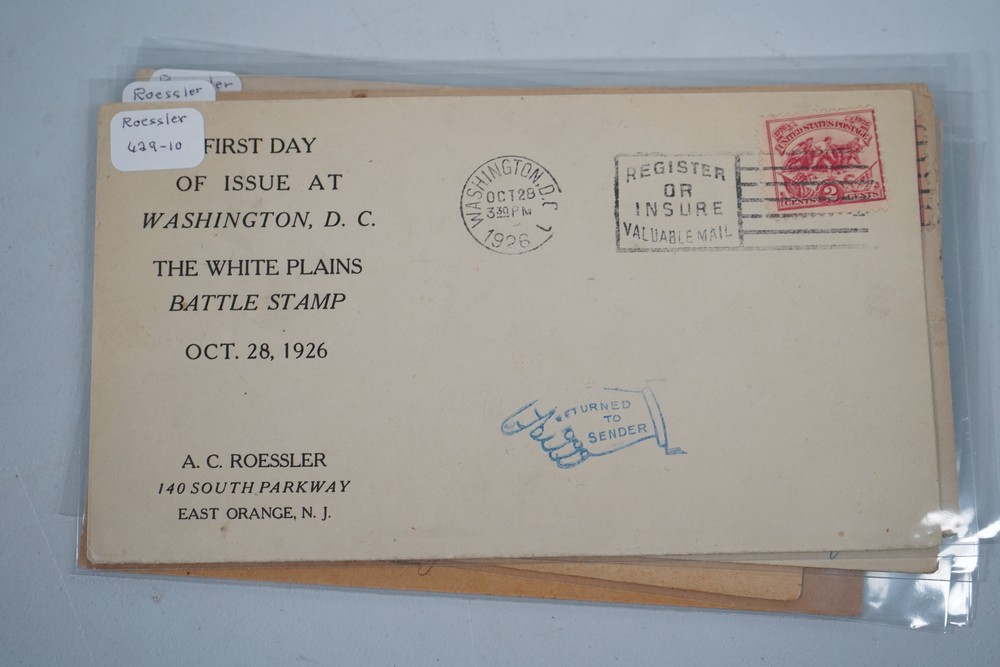 Roessler
Roessler
429-10
FIRST DAY
OF ISSUE AT
WASHINGTON, D. C.
THE WHITE PLAINS
BATTLE STAMP
OCT. 28, 1926
A. C. ROESSLER
140 SOUTH PARKWAY
EAST ORANGE, N. J.
WASHINGTON, D.C.
OCT 28
3 30 PM
1926
1
REGISTER
OR
INSURE
VALUABLE MAIL
UNITED STATES POSTAGE
CENTS 2 CENTS
TURNED
TO
SENDER